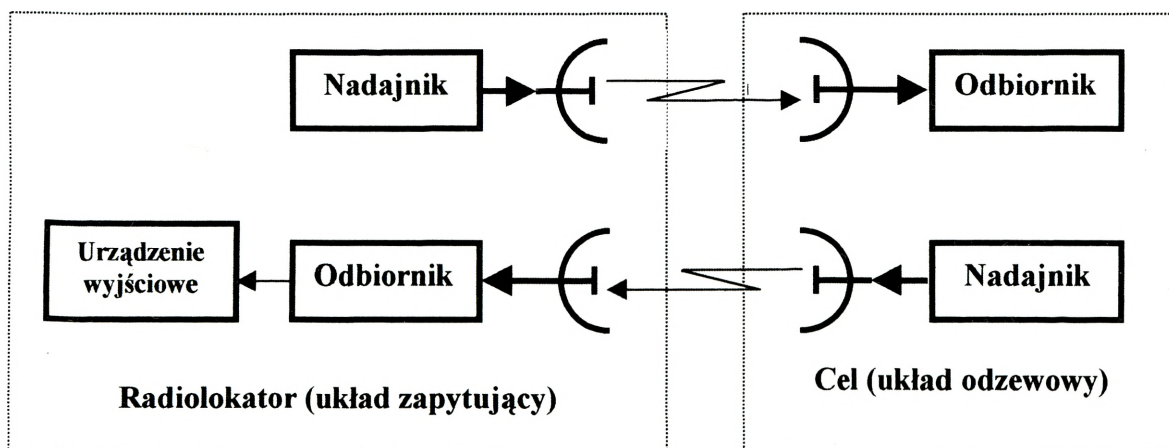 Nadajnik
Odbiornik
Urządzenie
wyjściowe
Odbiornik
Nadajnik
Radiolokator (układ zapytujący)
Cel (układ odzewowy)